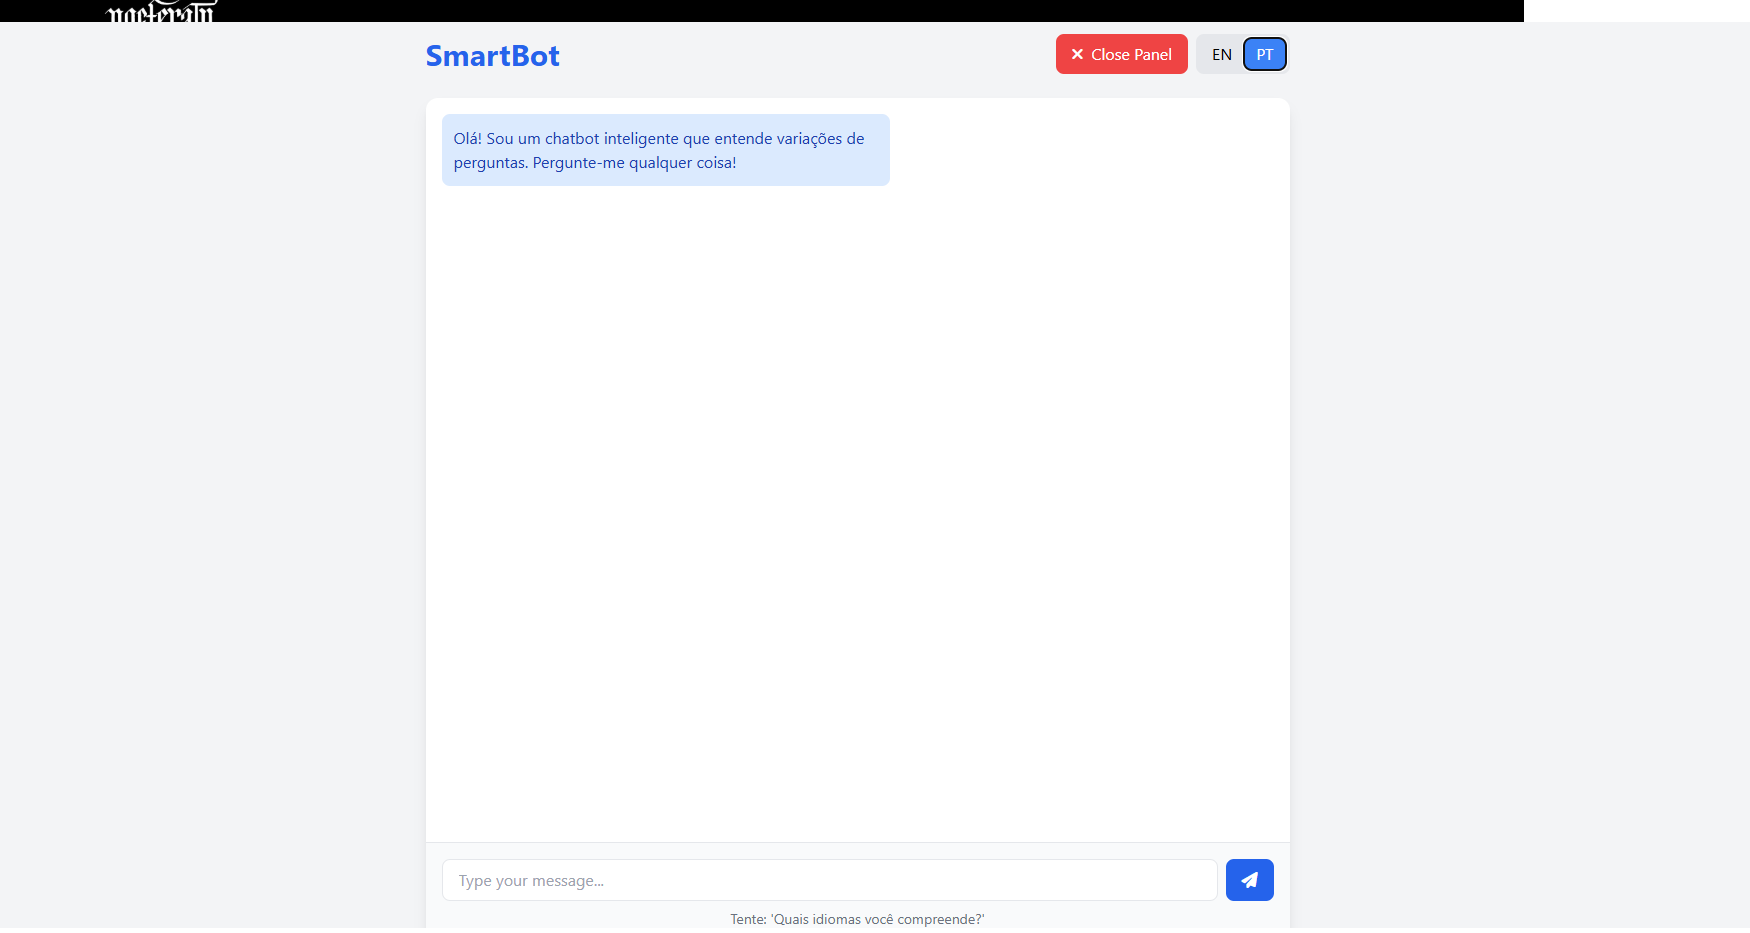 SmartBot
Close Panel
EN
PT
Olá! Sou um chatbot inteligente que entende variações de
perguntas. Pergunte-me qualquer coisa!
Type your message...
Tente: 'Quais idiomas você compreende?'